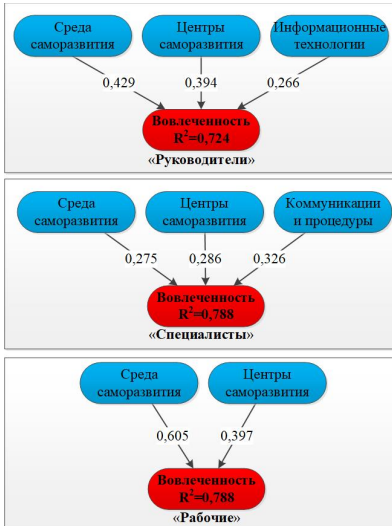 Среда саморазвития
Центры саморазвития
Информационные технологии
0,429
0,394
0,266
Вовлеченность
R²=0,724
«Руководители»
Среда саморазвития
Центры саморазвития
Коммуникации и процедуры
0,275
0,286
0,326
Вовлеченность
R²=0,788
«Специалисты»
Среда саморазвития
Центры саморазвития
0,605
0,397
Вовлеченность
R²=0,788
«Рабочие»